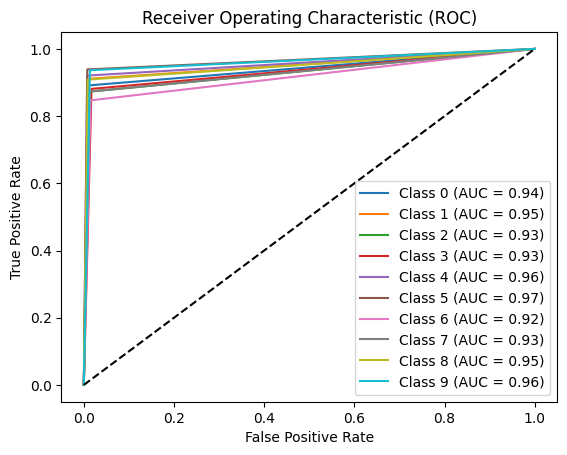 Receiver Operating Characteristic (ROC)
True Positive Rate
1.0
0.8
0.6
0.4
0.2
0.0
Class 0 (AUC = 0.94)
Class 1 (AUC = 0.95)
Class 2 (AUC = 0.93)
Class 3 (AUC = 0.93)
Class 4 (AUC = 0.96)
Class 5 (AUC = 0.97)
Class 6 (AUC = 0.92)
Class 7 (AUC = 0.93)
Class 8 (AUC = 0.95)
Class 9 (AUC = 0.96)
0.0 0.2 0.4 0.6 0.8 1.0
False Positive Rate